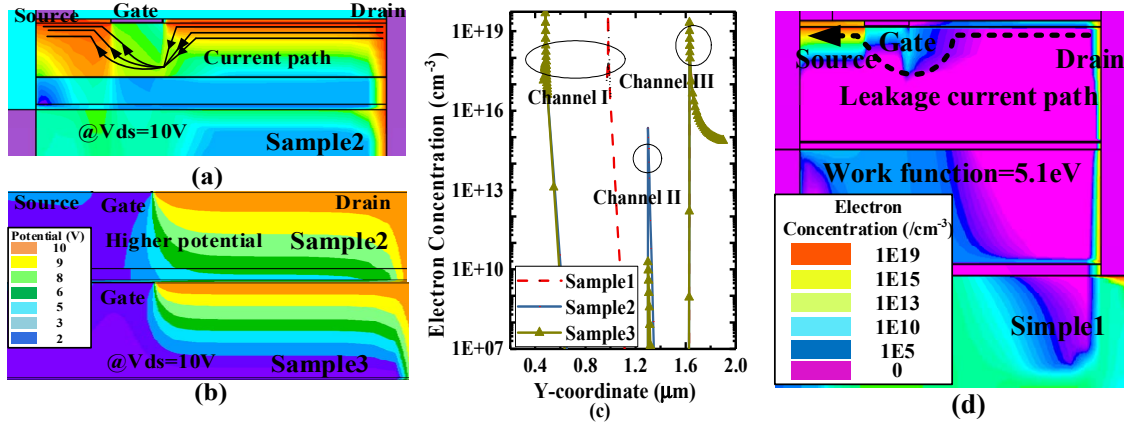 Source
Gate
Drain
Current path
@Vds=10V
Sample2
(a)
Source
Gate
Drain
Higher potential
Sample2
Potential (V)
10
9
8
6
5
3
2
Gate
@Vds=10V
Sample3
(b)
Electron Concentration (cm⁻³)
1E+19
1E+16
1E+13
1E+10
1E+07
Channel I
Channel III
Channel II
Sample1
Sample2
Sample3
0.4
0.8
1.2
1.6
2.0
Y-coordinate (μm)
(c)
Gate
Source
Drain
Leakage current path
Work function=5.1eV
Electron
Concentration (/cm⁻³)
1E19
1E15
1E13
1E10
1E5
0
Simple1
(d)